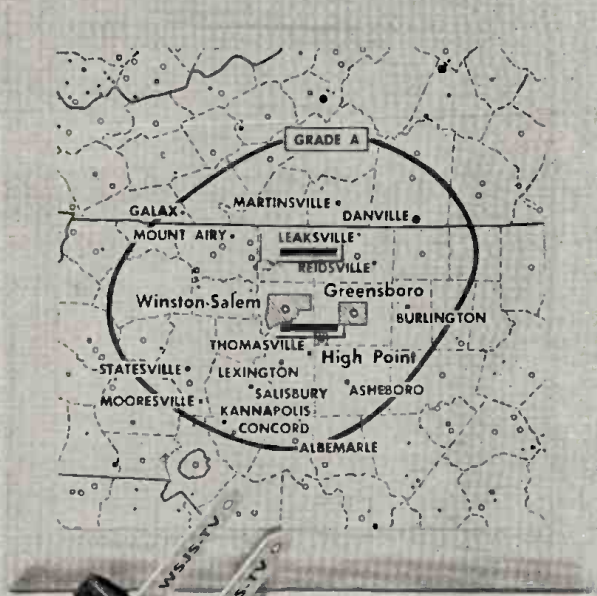 GRADE A
MARTINSVILLE
GALAX
DANVILLE
MOUNT AIRY
LEAKSVILLE
REIDSVILLE
Winston-Salem
Greensboro
BURLINGTON
THOMASVILLE
High Point
STATESVILLE
LEXINGTON
SALISBURY
ASHEBORO
MOORESVILLE
KANNAPOLIS
CONCORD
ALBEMARLE
WSJS-TV
S-TV